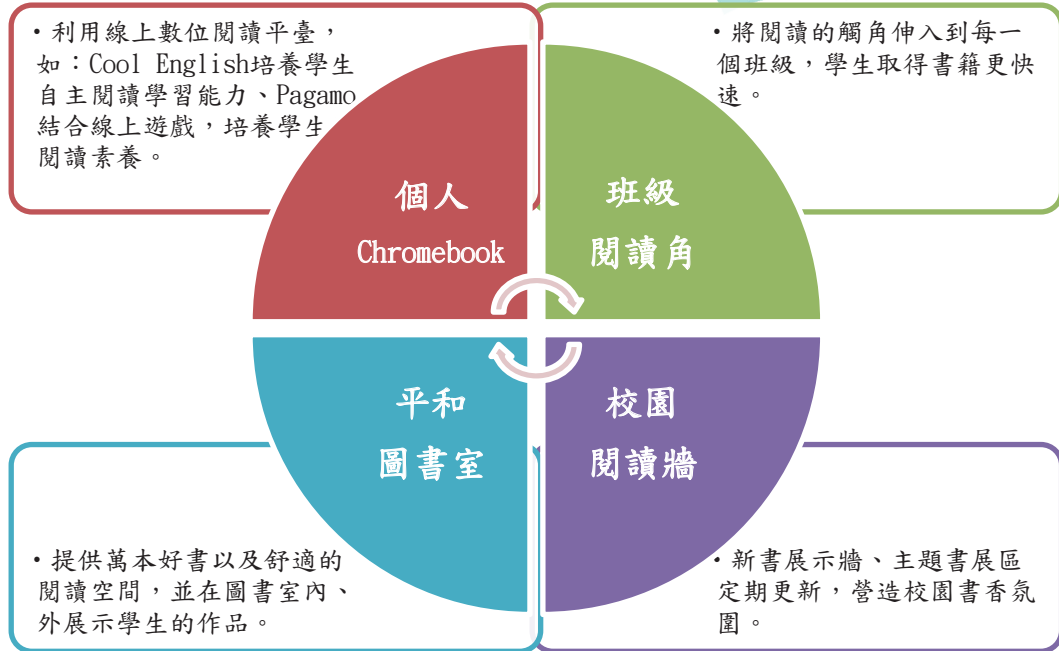 ・利用線上數位閱讀平臺，
如：Cool English培養學生
自主閱讀學習能力、Pagamo
結合線上遊戲，培養學生
閱讀素養。
・將閱讀的觸角伸入到每一
個班級，學生取得書籍更快
速。
個人
Chromebook
班級
閱讀角
平和
圖書室
校園
閱讀牆
・提供萬本好書以及舒適的
閱讀空間，並在圖書室內、
外展示學生的作品。
・新書展示牆、主題書展區
定期更新，營造校園書香氛
圍。